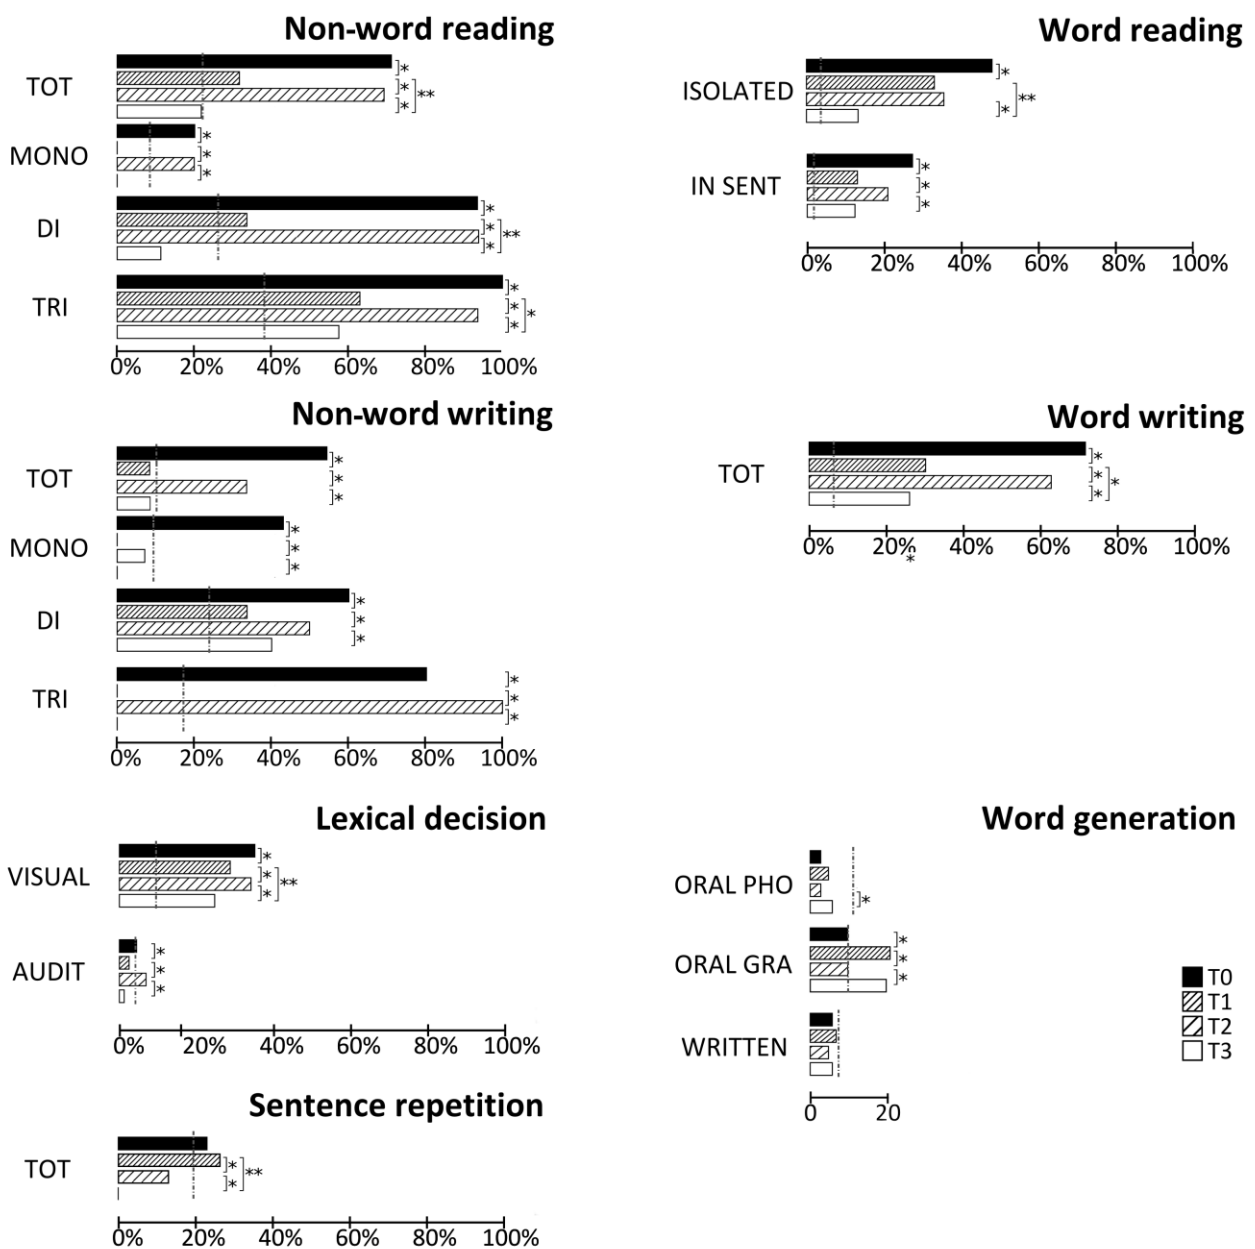 Non-word reading
TOT
*
*
*
**
MONO
*
*
*
DI
*
*
*
**
TRI
*
*
*
*
0% 20% 40% 60% 80% 100%
Word reading
ISOLATED
*
*
**
IN SENT
*
*
*
0% 20% 40% 60% 80% 100%
Non-word writing
TOT
*
*
*
MONO
*
*
*
DI
*
*
*
TRI
*
*
*
0% 20% 40% 60% 80% 100%
Word writing
TOT
*
*
*
*
0% 20% 40% 60% 80% 100%
*
Lexical decision
VISUAL
*
*
*
**
AUDIT
*
*
*
0% 20% 40% 60% 80% 100%
Word generation
ORAL PHO
*
ORAL GRA
*
*
*
WRITTEN
0 20
T0
T1
T2
T3
Sentence repetition
TOT
*
*
**
0% 20% 40% 60% 80% 100%